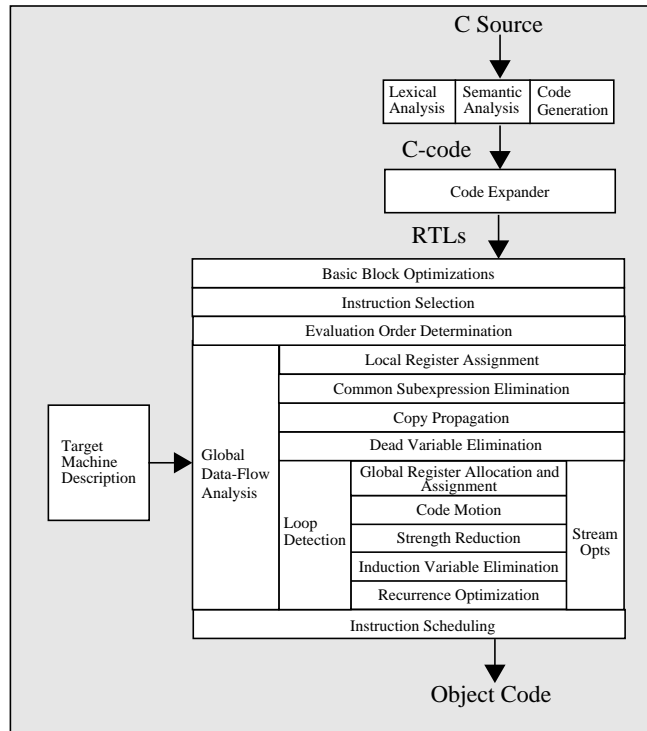 C Source
Lexical
Analysis
Semantic
Analysis
Code
Generation
C-code
Code Expander
RTLs
Basic Block Optimizations
Instruction Selection
Evaluation Order Determination
Local Register Assignment
Common Subexpression Elimination
Copy Propagation
Dead Variable Elimination
Target
Machine
Description
Global
Data-Flow
Analysis
Loop
Detection
Global Register Allocation and
Assignment
Code Motion
Strength Reduction
Induction Variable Elimination
Recurrence Optimization
Stream
Opts
Instruction Scheduling
Object Code